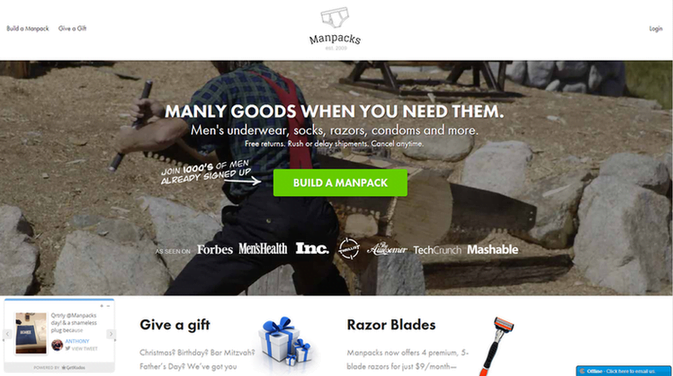 Build a Manpack
Give a Gift
Manpacks
est. 2009
Login
MANLY GOODS WHEN YOU NEED THEM.
Men's underwear, socks, razors, condoms and more.
Free returns. Rush or delay shipments. Cancel anytime.
JOIN 1000'S OF MEN
ALREADY SIGNED UP
BUILD A MANPACK
AS SEEN ON Forbes Men'sHealth Inc. THRILLIST The Awesomer TechCrunch Mashable
Qrtrly @Manpacks
day! & a shameless
plug because
ANTHONY
VIEW TWEET
POWERED BY
Give a gift
Christmas? Birthday? Bar Mitzvah?
Father's Day? We've got you
Razor Blades
Manpacks now offers 4 premium, 5-
blade razors for just $9/month—
Offline - Click here to email us